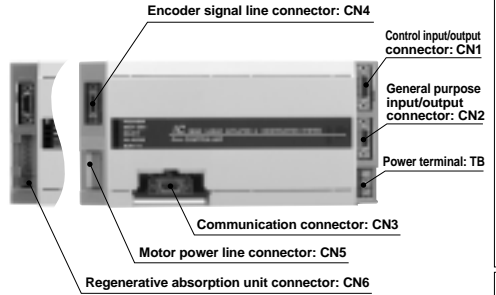 Encoder signal line connector: CN4
Control input/output
connector: CN1
General purpose
input/output
connector: CN2
Power terminal: TB
Communication connector: CN3
Motor power line connector: CN5
Regenerative absorption unit connector: CN6